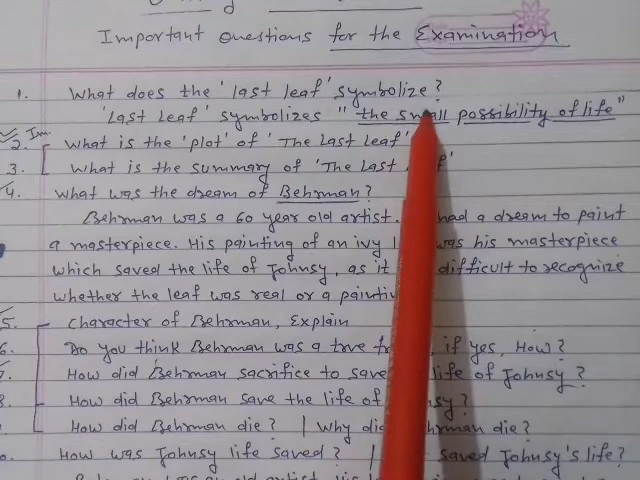 Important Questions for the Examination
1. What does the 'last leaf' symbolize?
'Last Leaf' symbolizes "the small possibility of life"
Im.
2. What is the 'plot' of 'The Last Leaf'
3. What is the summary of 'The Last
4. What was the dream of Behrman?
Behrman was a 60 year old artist. had a dream to paint
a masterpiece. His painting of an ivy was his masterpiece
which saved the life of Johnsy, as it difficult to recognize
whether the leaf was real or a painting
5. Character of Behrman, Explain
6. Do you think Behrman was a true if yes, How?
7. How did Behrman sacrifice to save life of Johnsy?
8. How did Behrman save the life of
How did Behrman die? | Why did Behrman die?
How was Johnsy life saved? | saved Johnsy's life?